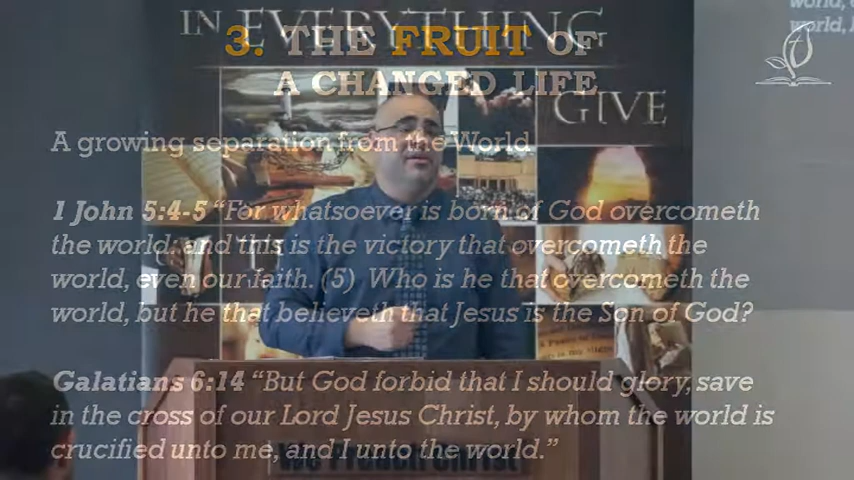 IN EVERYTHING
3. THE FRUIT OF
A CHANGED LIFE
GIVE
A growing separation from the World
1 John 5:4-5 “For whatsoever is born of God overcometh
the world: and this is the victory that overcometh the
world, even our faith. (5) Who is he that overcometh the
world, but he that believeth that Jesus is the Son of God?
Galatians 6:14 “But God forbid that I should glory, save
in the cross of our Lord Jesus Christ, by whom the world is
crucified unto me, and I unto the world.”
We Preach Christ